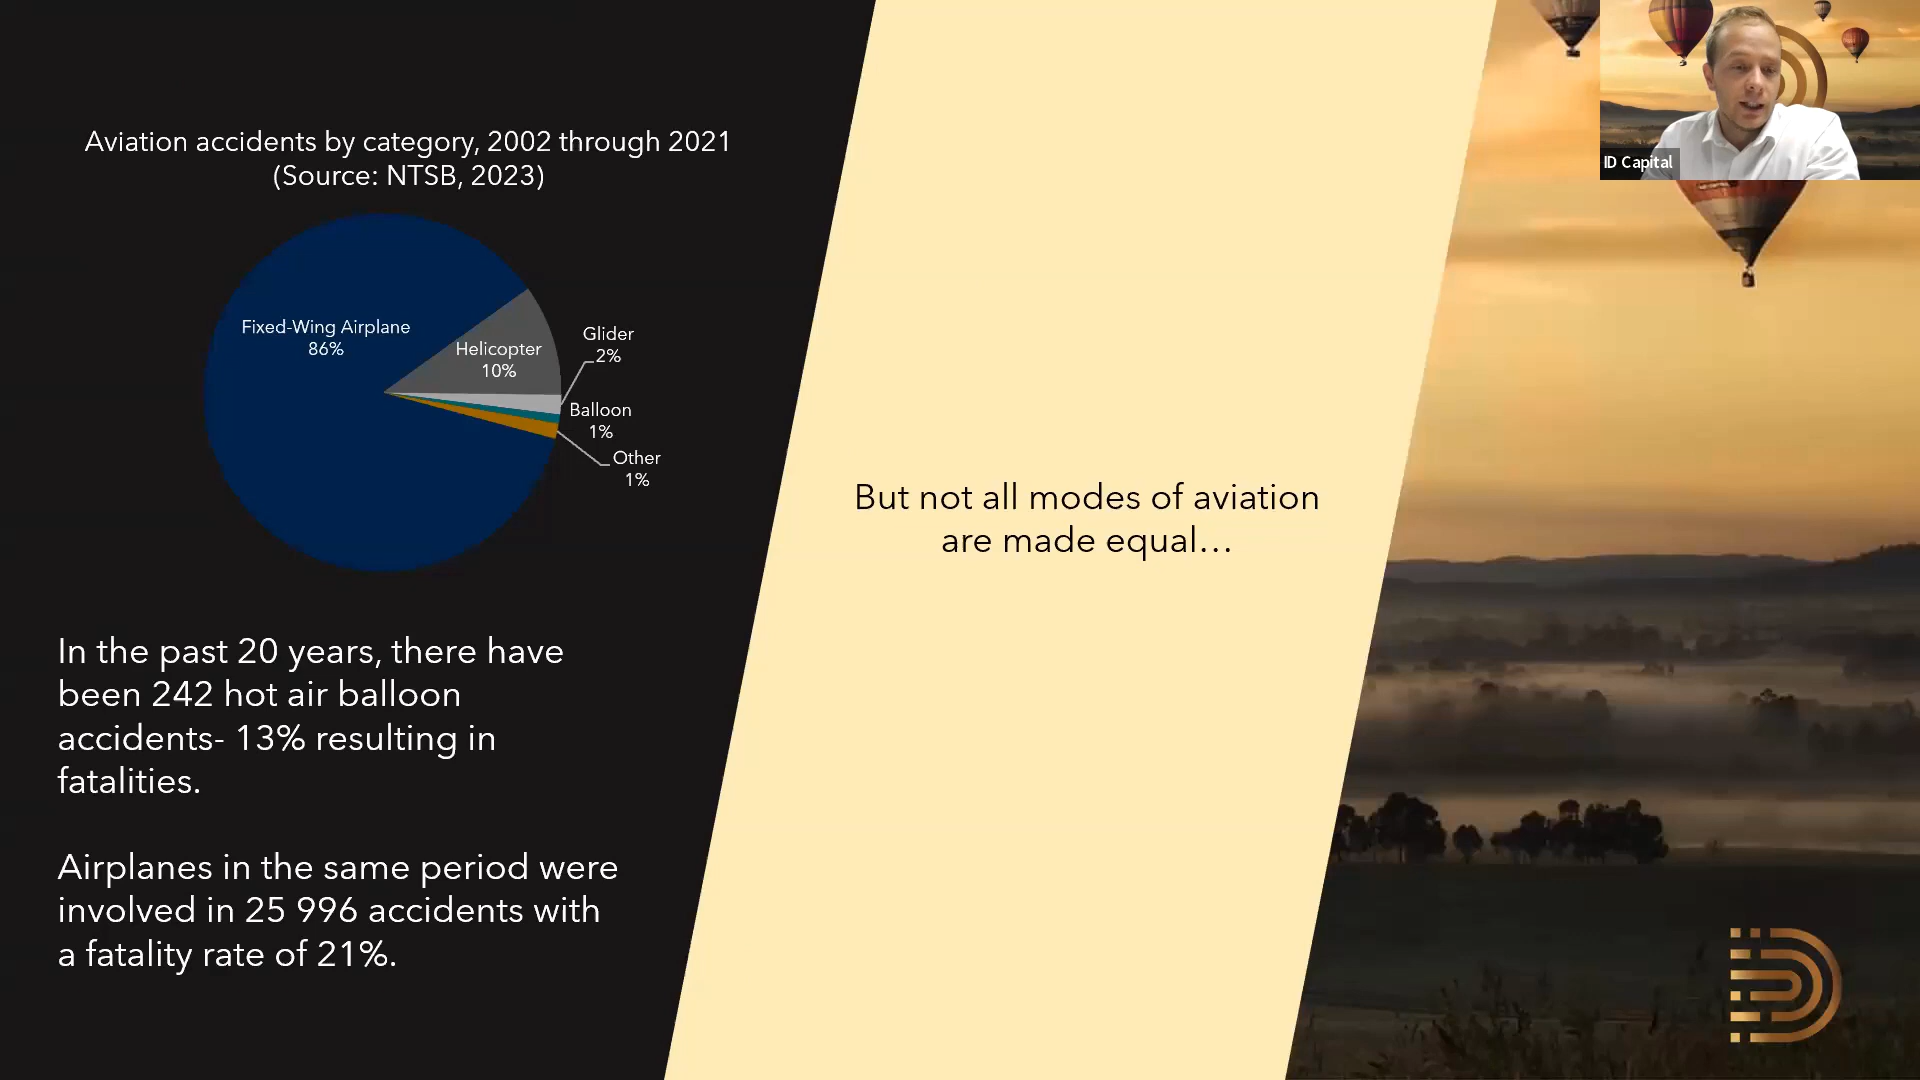 Aviation accidents by category, 2002 through 2021
(Source: NTSB, 2023)
Fixed-Wing Airplane
86%
Helicopter
10%
Glider
2%
Balloon
1%
Other
1%
In the past 20 years, there have
been 242 hot air balloon
accidents- 13% resulting in
fatalities.
Airplanes in the same period were
involved in 25 996 accidents with
a fatality rate of 21%.
But not all modes of aviation
are made equal…
ID Capital